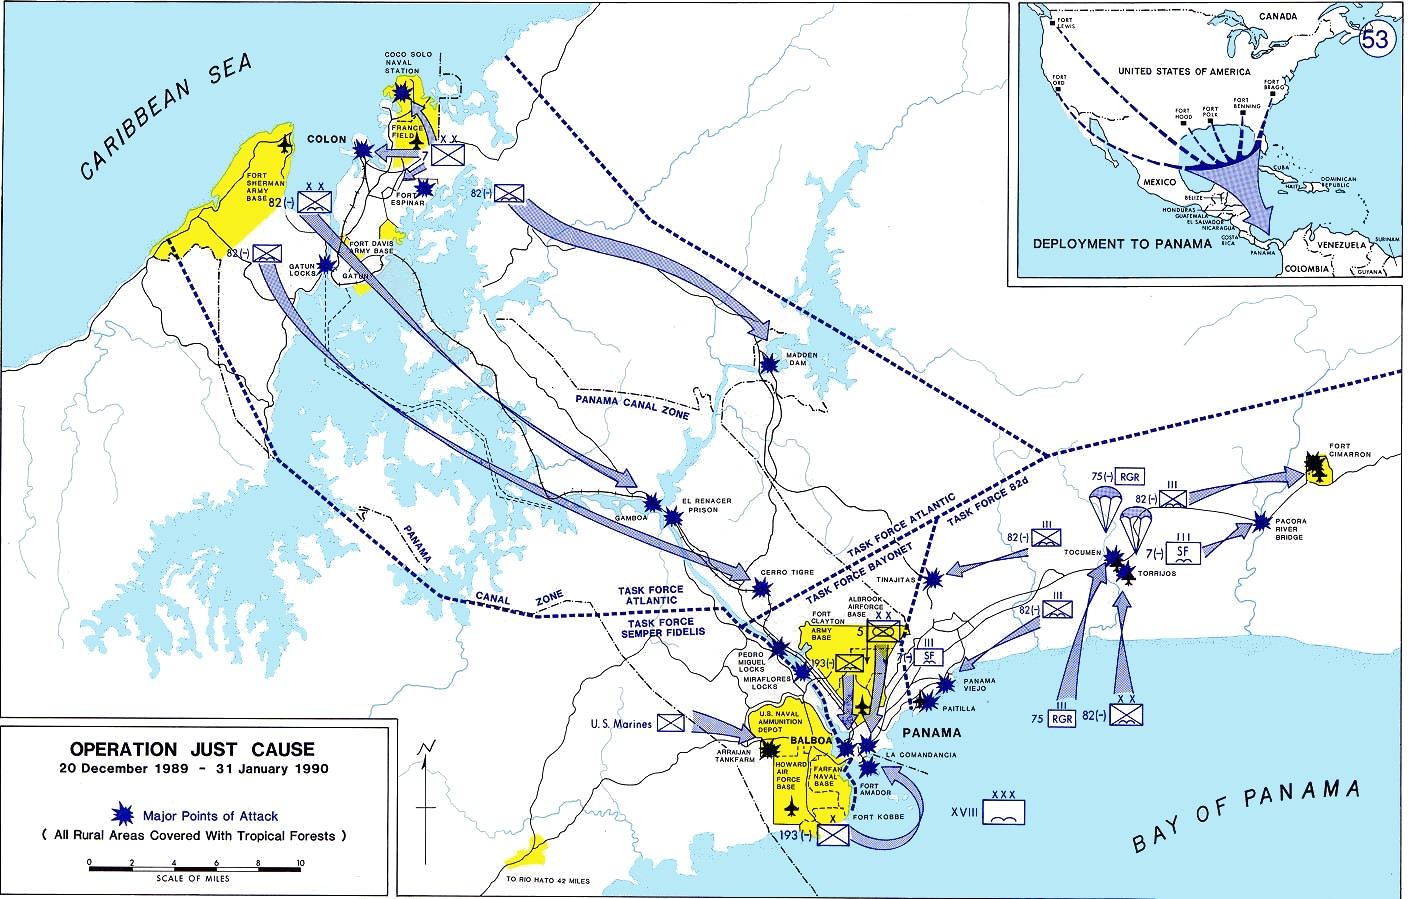 CARIBBEAN SEA
COCO SOLO
NAVAL
STATION
COLON
FRANCE
FIELD
X X
7
FORT
ESPINAR
FORT
SHERMAN
ARMY
BASE
X X
82(-)
82(-)
82(-)
GATUN
LOCKS
FORT DAVIS
ARMY BASE
GATUN
MADDEN
DAM
PANAMA CANAL ZONE
EL RENACER
PRISON
GAMBOA
PANAMA
CANAL ZONE
CERRO TIGRE
TASK FORCE
ATLANTIC
TASK FORCE
SEMPER FIDELIS
TASK FORCE ATLANTIC
TASK FORCE 82d
TASK FORCE BAYONET
FORT
LEWIS
CANADA
53
UNITED STATES OF AMERICA
FORT
ORD
FORT
HOOD
FORT
POLK
FORT
BENNING
FORT
BRAGG
MEXICO
CUBA
HAITI
DOMINICAN
REPUBLIC
BELIZE
HONDURAS
GUATEMALA
EL SALVADOR
NICARAGUA
COSTA
RICA
PANAMA
DEPLOYMENT TO PANAMA
VENEZUELA
SURINAM
COLOMBIA
GUYANA
FORT
CIMARRON
75(-) RGR
III
82(-)
PACORA
RIVER
BRIDGE
III
7(-) SF
TOCUMEN
TORRIJOS
III
82(-)
TINAJITAS
III
82(-)
ALBROOK
AIRFORCE
BASE
FORT
CLAYTON
ARMY
BASE
X X
5
193(-)
III
7(-) SF
PEDRO
MIGUEL
LOCKS
MIRAFLORES
LOCKS
PANAMA
VIEJO
PAITILLA
75 RGR
X X
82(-)
U.S. Marines
U.S. NAVAL
AMMUNITION
DEPOT
BALBOA
PANAMA
LA COMANDANCIA
ARRAIJAN
TANKFARM
HOWARD
AIR
FORCE
BASE
FARFAN
NAVAL
BASE
FORT
AMADOR
FORT KOBBE
X
193(-)
XXX
XVIII
BAY OF PANAMA
N
TO RIO HATO 42 MILES
OPERATION JUST CAUSE
20 December 1989 - 31 January 1990
Major Points of Attack
( All Rural Areas Covered With Tropical Forests )
0 2 4 6 8 10
SCALE OF MILES